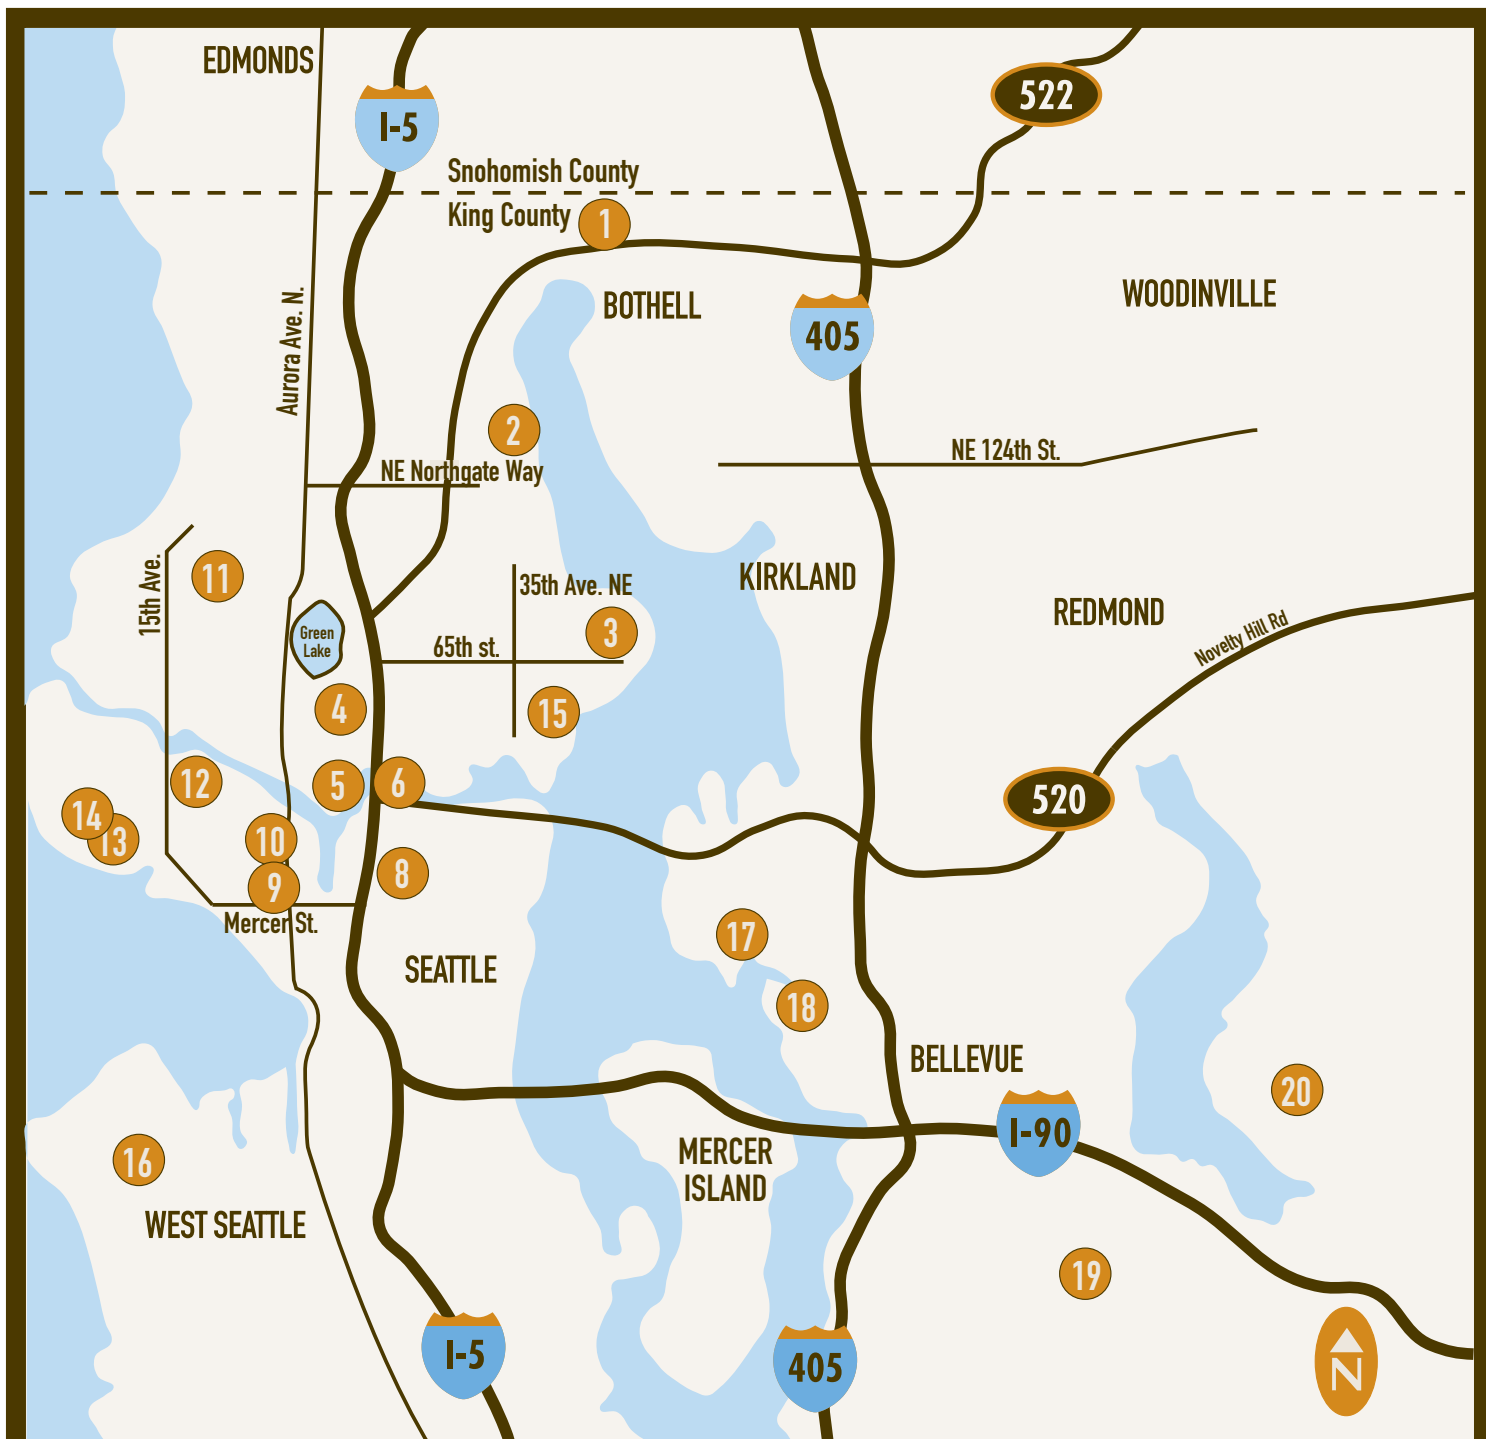 EDMONDS
522
I-5
Snohomish County
King County
1
WOODINVILLE
BOTHELL
405
Aurora Ave. N.
2
NE 124th St.
NE Northgate Way
15th Ave.
11
KIRKLAND
35th Ave. NE
REDMOND
Novelty Hill Rd
Green
Lake
3
65th st.
4
15
12
5
6
520
14
13
10
8
9
Mercer St.
17
SEATTLE
18
BELLEVUE
20
I-90
16
MERCER
ISLAND
WEST SEATTLE
19
I-5
405
N